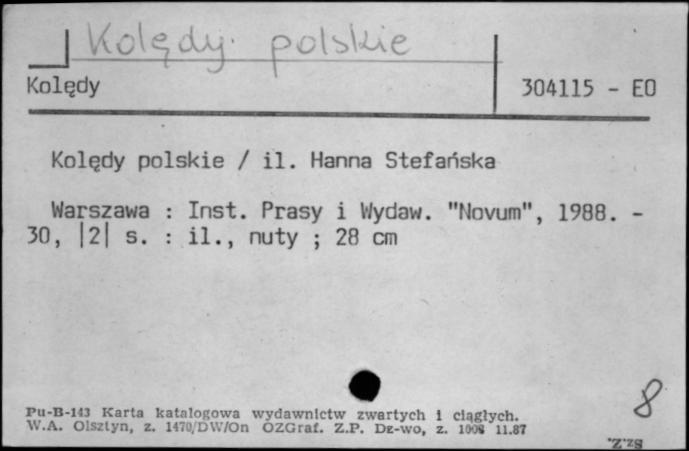 Kolędy polskie
Kolędy
304115 - EO
Kolędy polskie / il. Hanna Stefańska
Warszawa : Inst. Prasy i Wydaw. "Novum", 1988. -
30, |2| s. : il., nuty ; 28 cm
8
Pu-B-143 Karta katalogowa wydawnictw zwartych i ciągłych.
W.A. Olsztyn, z. 1470/DW/On OZGraf. Z.P. Dz-wo, z. 1008 11.87